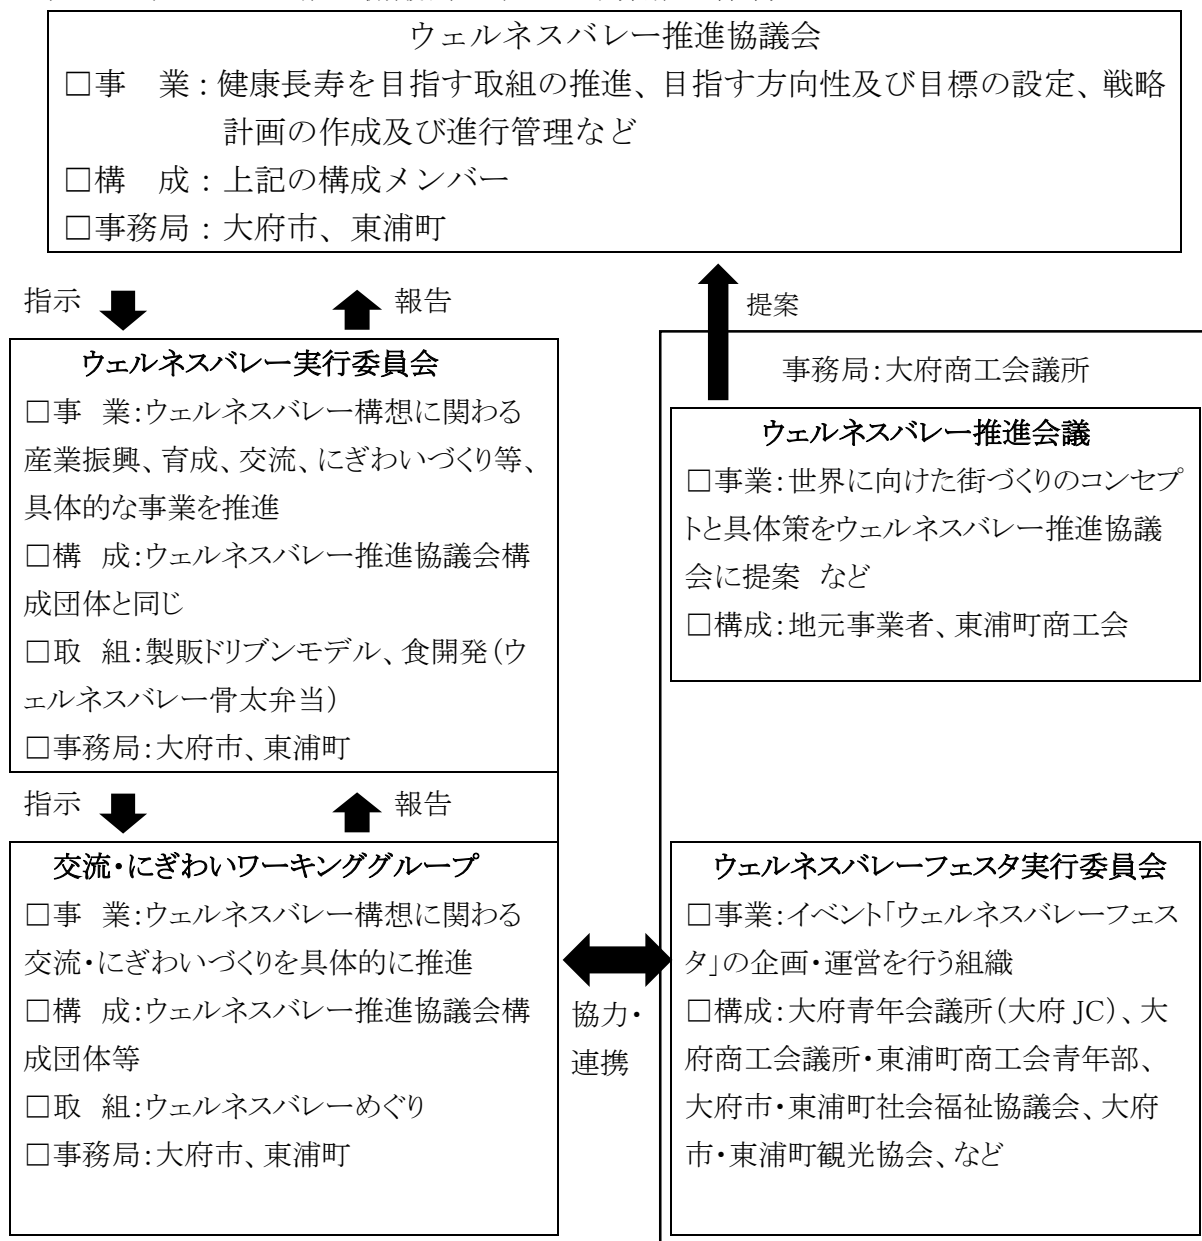 ウェルネスバレー推進協議会
□事　業：健康長寿を目指す取組の推進、目指す方向性及び目標の設定、戦略
計画の作成及び進行管理など
□構　成：上記の構成メンバー
□事務局：大府市、東浦町
指示
報告
提案
ウェルネスバレー実行委員会
□事　業：ウェルネスバレー構想に関わる
産業振興、育成、交流、にぎわいづくり等、
具体的な事業を推進
□構　成：ウェルネスバレー推進協議会構
成団体と同じ
□取　組：製販ドリブンモデル、食開発（ウ
ェルネスバレー骨太弁当）
□事務局：大府市、東浦町
事務局：大府商工会議所
ウェルネスバレー推進会議
□事業：世界に向けた街づくりのコンセプ
トと具体策をウェルネスバレー推進協議
会に提案　など
□構成：地元事業者、東浦町商工会
指示
報告
交流・にぎわいワーキンググループ
□事　業：ウェルネスバレー構想に関わる
交流・にぎわいづくりを具体的に推進
□構　成：ウェルネスバレー推進協議会構
成団体等
□取　組：ウェルネスバレーめぐり
□事務局：大府市、東浦町
協力・
連携
ウェルネスバレーフェスタ実行委員会
□事業：イベント「ウェルネスバレーフェス
タ」の企画・運営を行う組織
□構成：大府青年会議所（大府 JC）、大
府商工会議所・東浦町商工会青年部、
大府市・東浦町社会福祉協議会、大府
市・東浦町観光協会、など